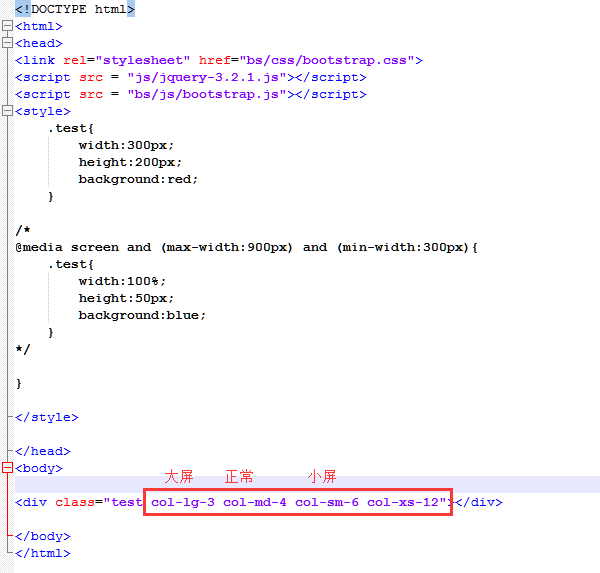 <!DOCTYPE html>
<html>
<head>
<link rel="stylesheet" href="bs/css/bootstrap.css">
<script src = "js/jquery-3.2.1.js"></script>
<script src = "bs/js/bootstrap.js"></script>
<style>
.test{
width:300px;
height:200px;
background:red;
}
/*
@media screen and (max-width:900px) and (min-width:300px){
.test{
width:100%;
height:50px;
background:blue;
}
*/
}
</style>
</head>
<body>
大屏 正常 小屏
<div class="test col-lg-3 col-md-4 col-sm-6 col-xs-12"></div>
</body>
</html>